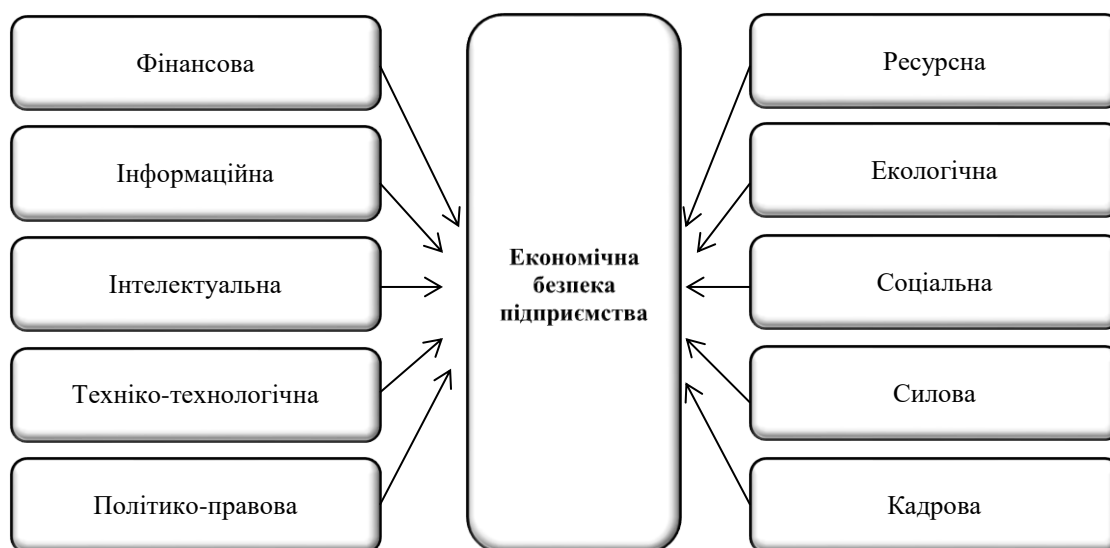 Фінансова
Інформаційна
Інтелектуальна
Техніко-технологічна
Політико-правова
Економічна
безпека
підприємства
Ресурсна
Екологічна
Соціальна
Силова
Кадрова